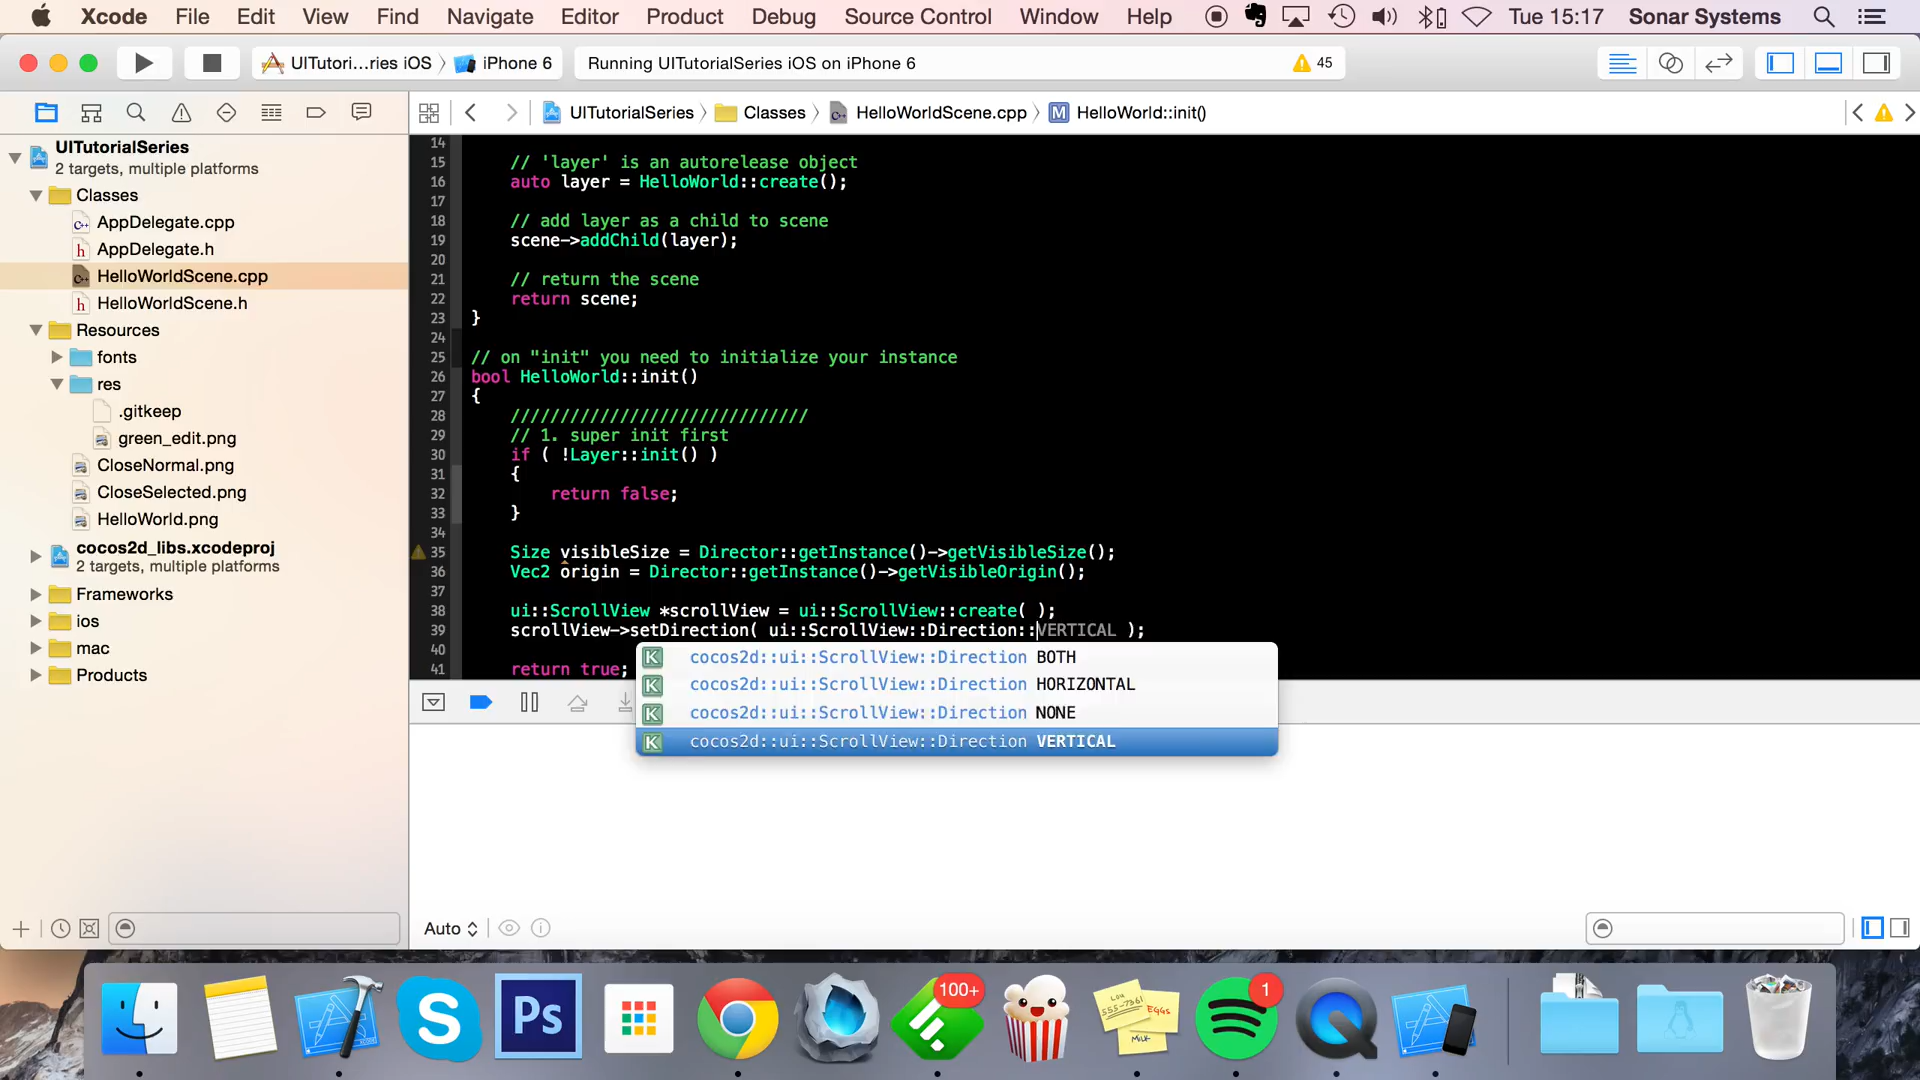 Xcode File Edit View Find Navigate Editor Product Debug Source Control Window Help Tue 15:17 Sonar Systems
UITutori...ries iOS iPhone 6 Running UITutorialSeries iOS on iPhone 6 45
UITutorialSeries Classes HelloWorldScene.cpp M HelloWorld::init()
UITutorialSeries
2 targets, multiple platforms
Classes
AppDelegate.cpp
AppDelegate.h
HelloWorldScene.cpp
HelloWorldScene.h
Resources
fonts
res
.gitkeep
green_edit.png
CloseNormal.png
CloseSelected.png
HelloWorld.png
cocos2d_libs.xcodeproj
2 targets, multiple platforms
Frameworks
ios
mac
Products
14
15 // 'layer' is an autorelease object
16 auto layer = HelloWorld::create();
17
18 // add layer as a child to scene
19 scene->addChild(layer);
20
21 // return the scene
22 return scene;
23 }
24
25 // on "init" you need to initialize your instance
26 bool HelloWorld::init()
27 {
28 //////////////////////////////
29 // 1. super init first
30 if ( !Layer::init() )
31 {
32 return false;
33 }
34
35 Size visibleSize = Director::getInstance()->getVisibleSize();
36 Vec2 origin = Director::getInstance()->getVisibleOrigin();
37
38 ui::ScrollView *scrollView = ui::ScrollView::create( );
39 scrollView->setDirection( ui::ScrollView::Direction::VERTICAL );
40
41 return true;
K cocos2d::ui::ScrollView::Direction BOTH
K cocos2d::ui::ScrollView::Direction HORIZONTAL
K cocos2d::ui::ScrollView::Direction NONE
K cocos2d::ui::ScrollView::Direction VERTICAL
Auto
Ps
100+
Lou
555-7361
EGGS
MILK
1